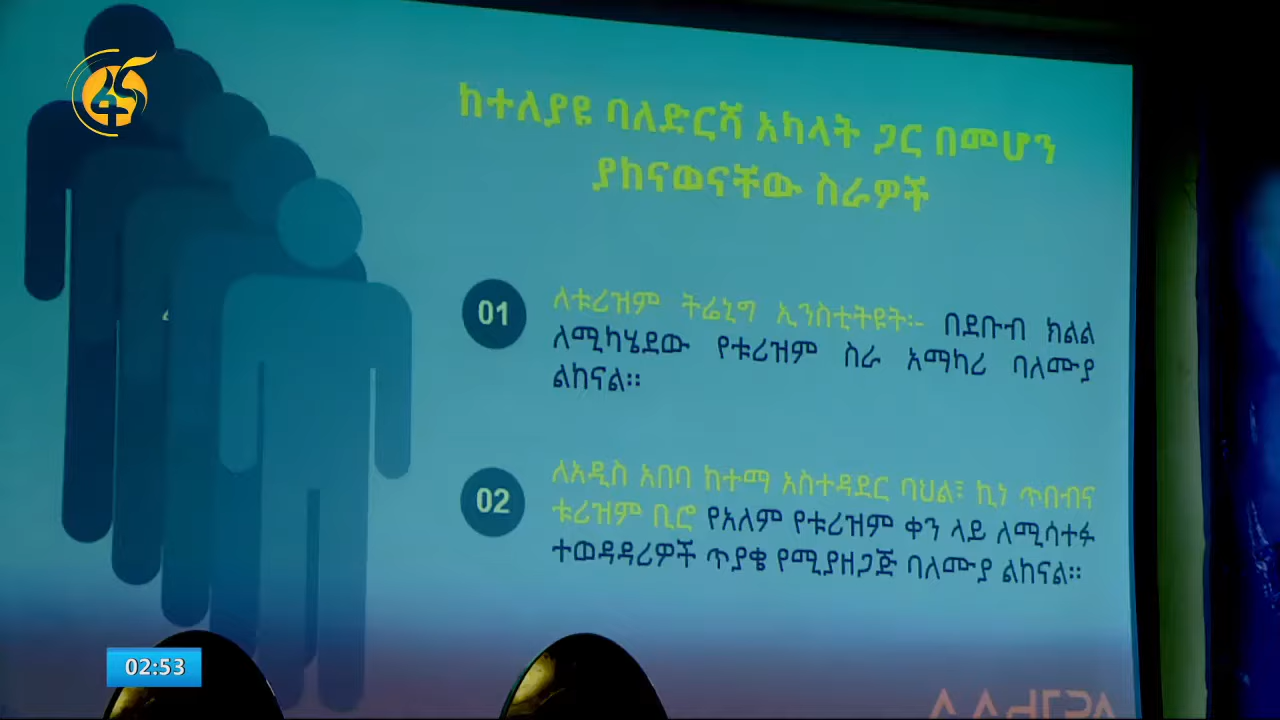 ከተለያዩ ባለድርሻ አካላት ጋር በመሆን
ያከናወናቸው ስራዎች
01
ለቱሪዝም ትሬኒግ ኢንስቲትዩት፡- በደቡብ ክልል
ለሚካሄደው የቱሪዝም ስራ አማካሪ ባለሙያ
ልከናል፡፡
02
ለአዲስ አበባ ከተማ አስተዳደር ባህል፣ ኪነ ጥበብና
ቱሪዝም ቢሮ የአለም የቱሪዝም ቀን ላይ ለሚሳተፉ
ተወዳዳሪዎች ጥያቄ የሚያዘጋጅ ባለሙያ ልከናል፡፡
02:53